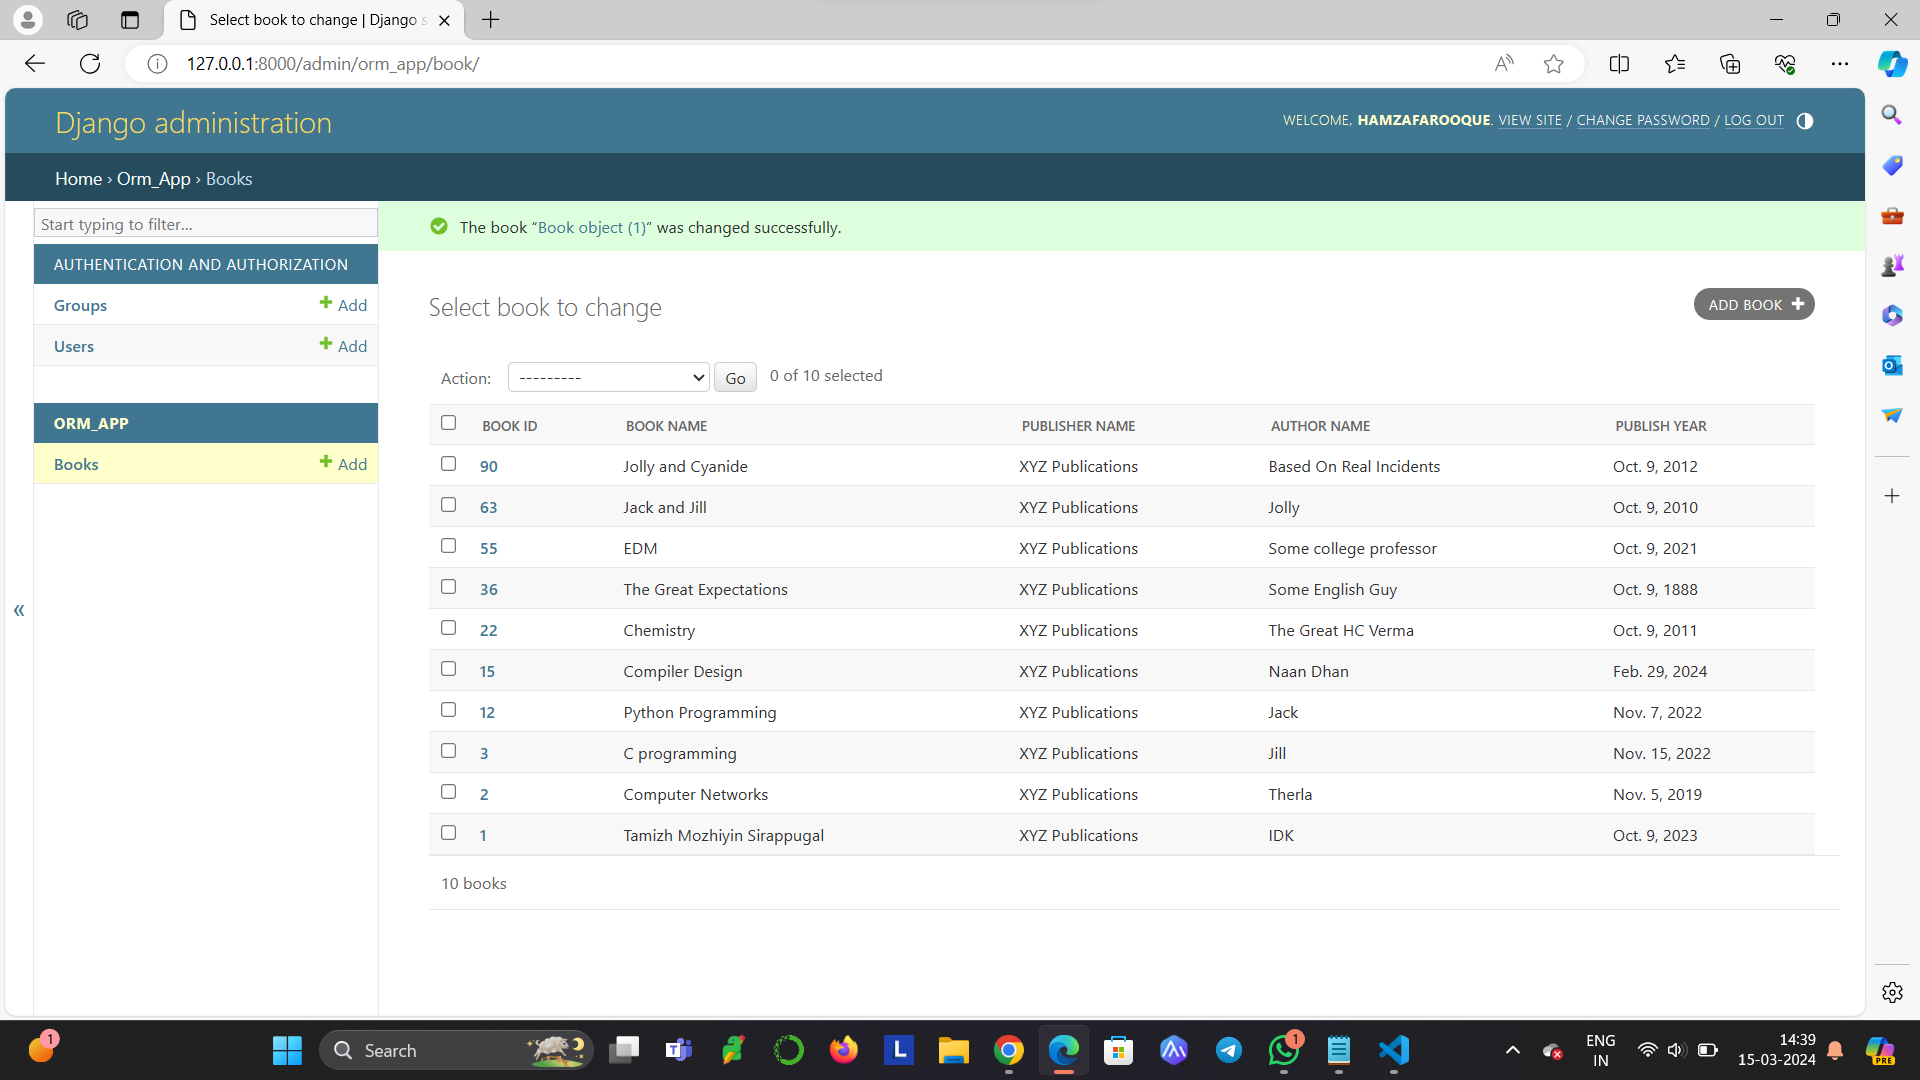 Select book to change | Django s
127.0.0.1:8000/admin/orm_app/book/
Django administration
WELCOME, HAMZAFAROOQUE. VIEW SITE / CHANGE PASSWORD / LOG OUT
Home › Orm_App › Books
Start typing to filter...
AUTHENTICATION AND AUTHORIZATION
Groups Add
Users Add
ORM_APP
Books Add
«
The book “Book object (1)” was changed successfully.
Select book to change
ADD BOOK
Action: --------- Go 0 of 10 selected
BOOK ID BOOK NAME PUBLISHER NAME AUTHOR NAME PUBLISH YEAR
90 Jolly and Cyanide XYZ Publications Based On Real Incidents Oct. 9, 2012
63 Jack and Jill XYZ Publications Jolly Oct. 9, 2010
55 EDM XYZ Publications Some college professor Oct. 9, 2021
36 The Great Expectations XYZ Publications Some English Guy Oct. 9, 1888
22 Chemistry XYZ Publications The Great HC Verma Oct. 9, 2011
15 Compiler Design XYZ Publications Naan Dhan Feb. 29, 2024
12 Python Programming XYZ Publications Jack Nov. 7, 2022
3 C programming XYZ Publications Jill Nov. 15, 2022
2 Computer Networks XYZ Publications Therla Nov. 5, 2019
1 Tamizh Mozhiyin Sirappugal XYZ Publications IDK Oct. 9, 2023
10 books
1
Search
L
1
ENG
IN
14:39
15-03-2024
PRE